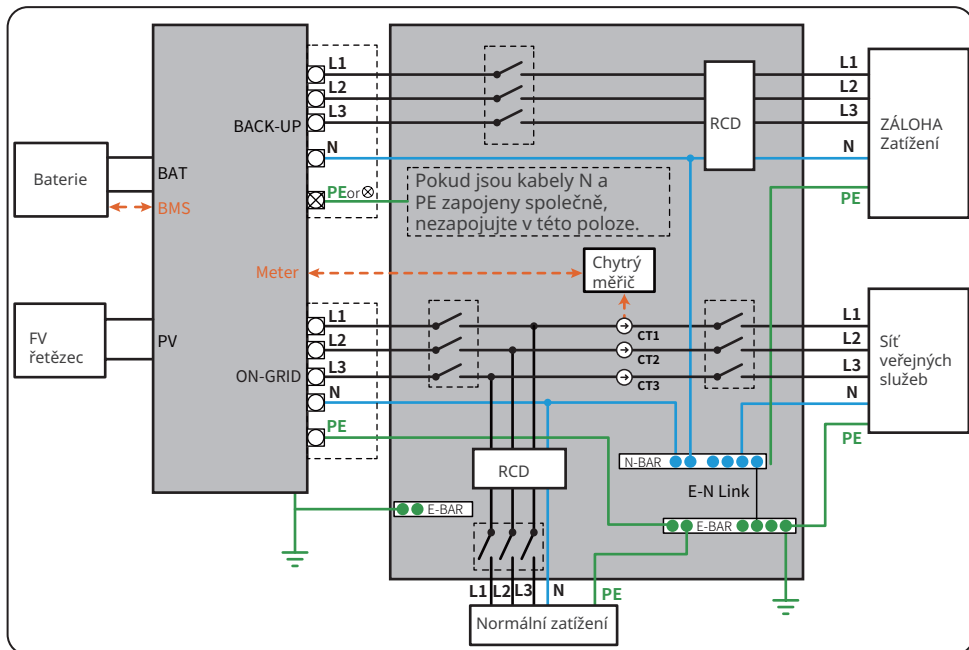 L1
L2
L3
BACK-UP
N
BAT
Baterie
BMS
PE or ⊗
Pokud jsou kabely N a
PE zapojeny společně,
nezapojujte v této poloze.
RCD
L1
L2
L3
N
PE
ZÁLOHA
Zatížení
Meter
Chytrý
měřič
FV
řetězec
PV
L1
L2
L3
ON-GRID
N
PE
CT1
CT2
CT3
L1
L2
L3
N
PE
Síť
veřejných
služeb
RCD
N-BAR
E-N Link
E-BAR
E-BAR
L1 L2 L3 N PE
Normální zatížení